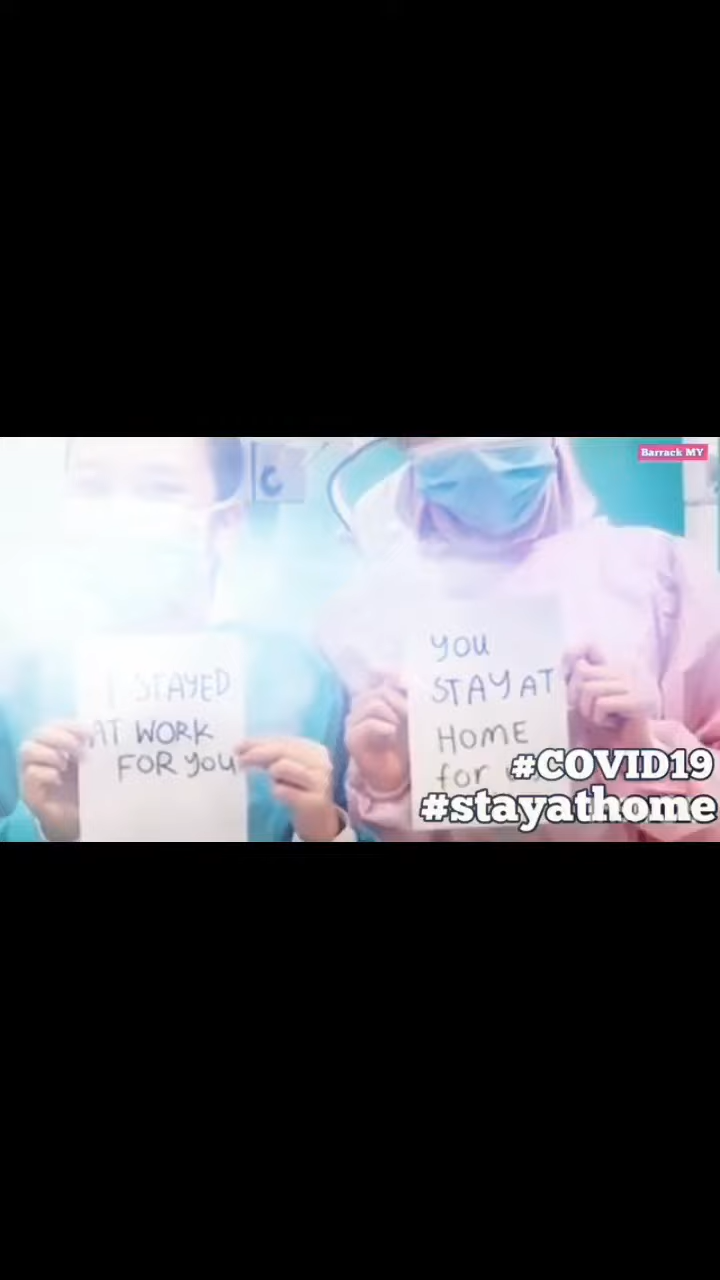 Barrack MY
C
I STAYED
AT WORK
FOR YOU
YOU
STAY AT
HOME
for
#COVID19
#stayathome